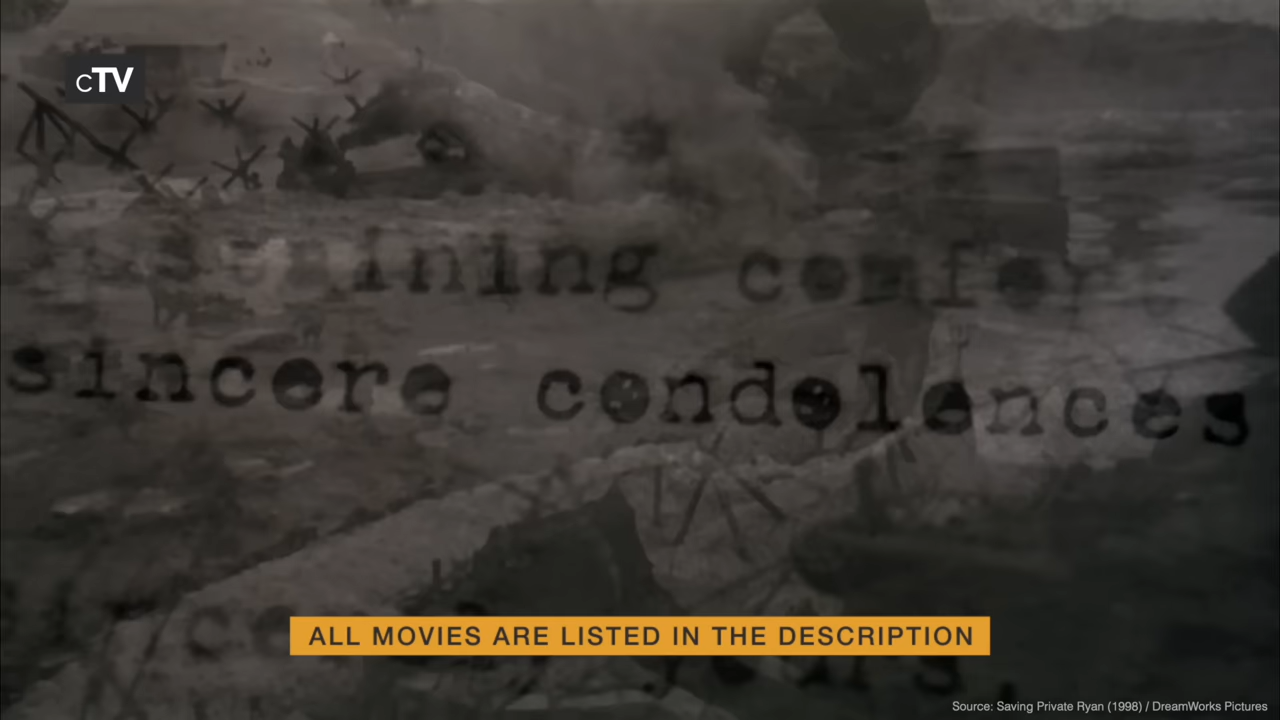 cTV
sincere condolences
ALL MOVIES ARE LISTED IN THE DESCRIPTION
Source: Saving Private Ryan (1998) / DreamWorks Pictures